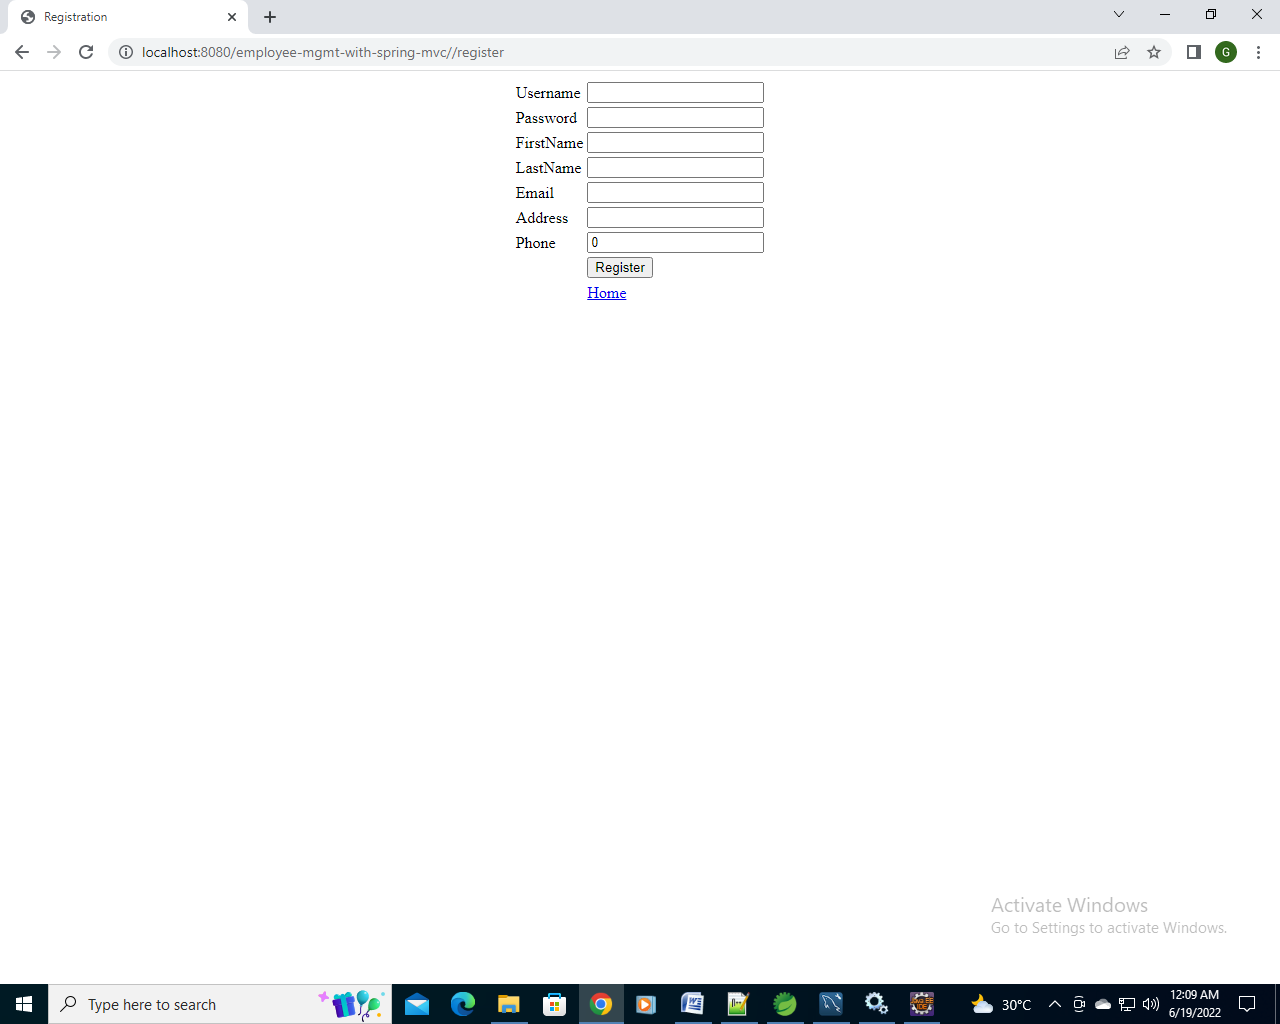 Registration
localhost:8080/employee-mgmt-with-spring-mvc//register
G
Username
Password
FirstName
LastName
Email
Address
Phone 0
Register
Home
Activate Windows
Go to Settings to activate Windows.
Type here to search
30°C
12:09 AM
6/19/2022